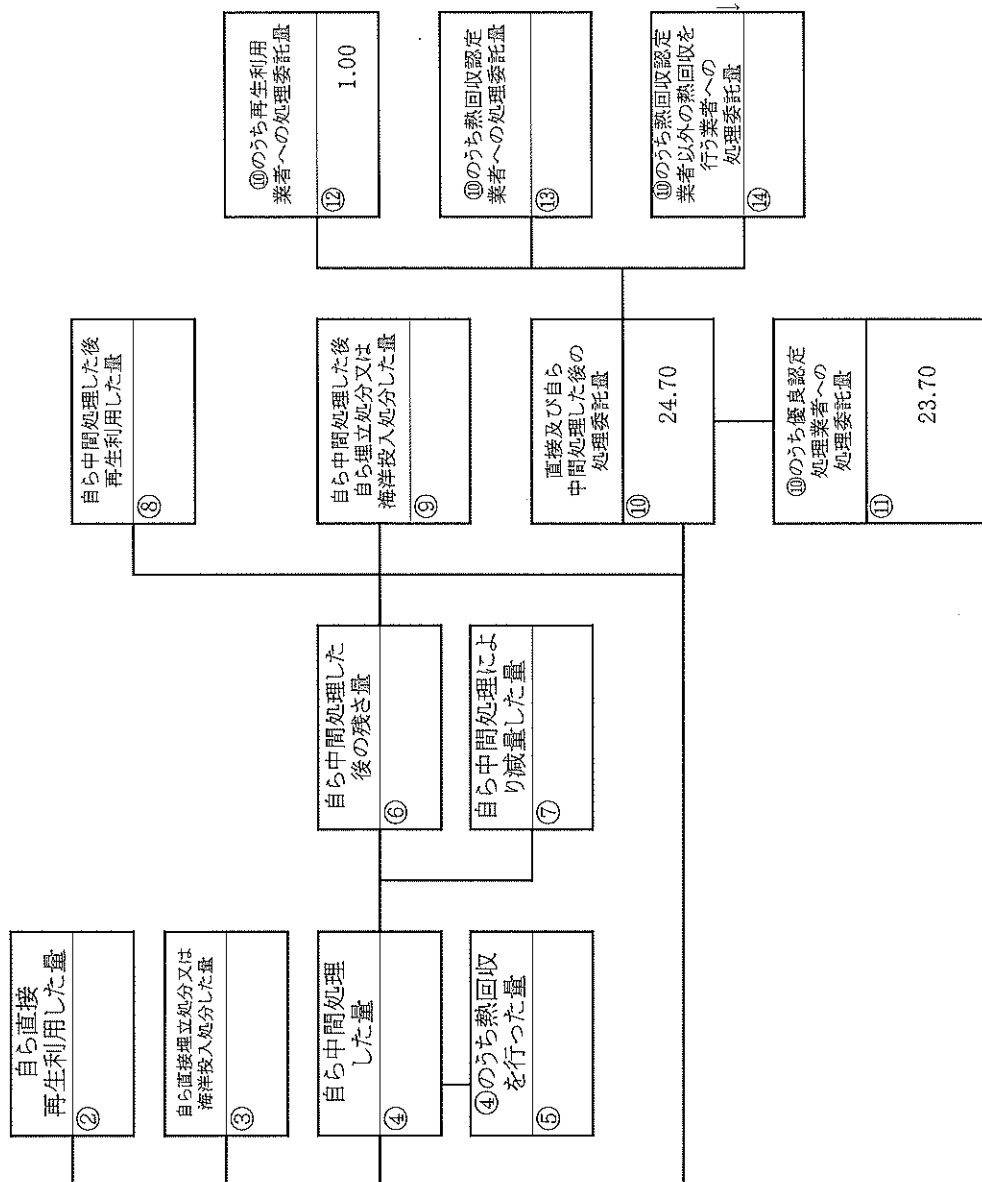 自ら直接
再生利用した量
②
自ら直接埋立処分又は
海洋投入処分した量
③
自ら中間処理
した量
④
④のうち熱回収
を行った量
⑤
自ら中間処理した
後の残さ量
⑥
自ら中間処理によ
り減量した量
⑦
自ら中間処理した後
再生利用した量
⑧
自ら中間処理した後
自ら埋立処分又は
海洋投入処分した量
⑨
直接及び自ら
中間処理した後の
処理委託量
⑩
24.70
⑩のうち優良認定
処理業者への
処理委託量
⑪
23.70
⑩のうち再生利用
業者への処理委託量
⑫
1.00
⑩のうち熱回収認定
業者への処理委託量
⑬
⑩のうち熱回収認定
業者以外の熱回収を
行う業者への
処理委託量
⑭